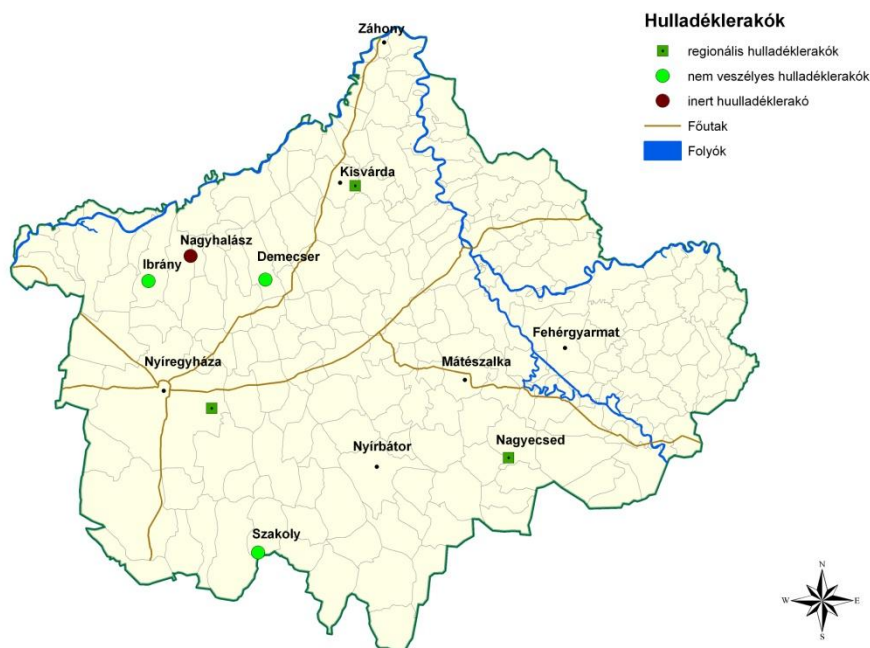 Hulladéklerakók
regionális hulladéklerakók
nem veszélyes hulladéklerakók
inert huulladéklerakó
Főutak
Folyók
Záhony
Kisvárda
Nagyhalász
Ibrány
Demecser
Fehérgyarmat
Nyíregyháza
Mátészalka
Nagyecsed
Nyírbátor
Szakoly
N
W
E
S